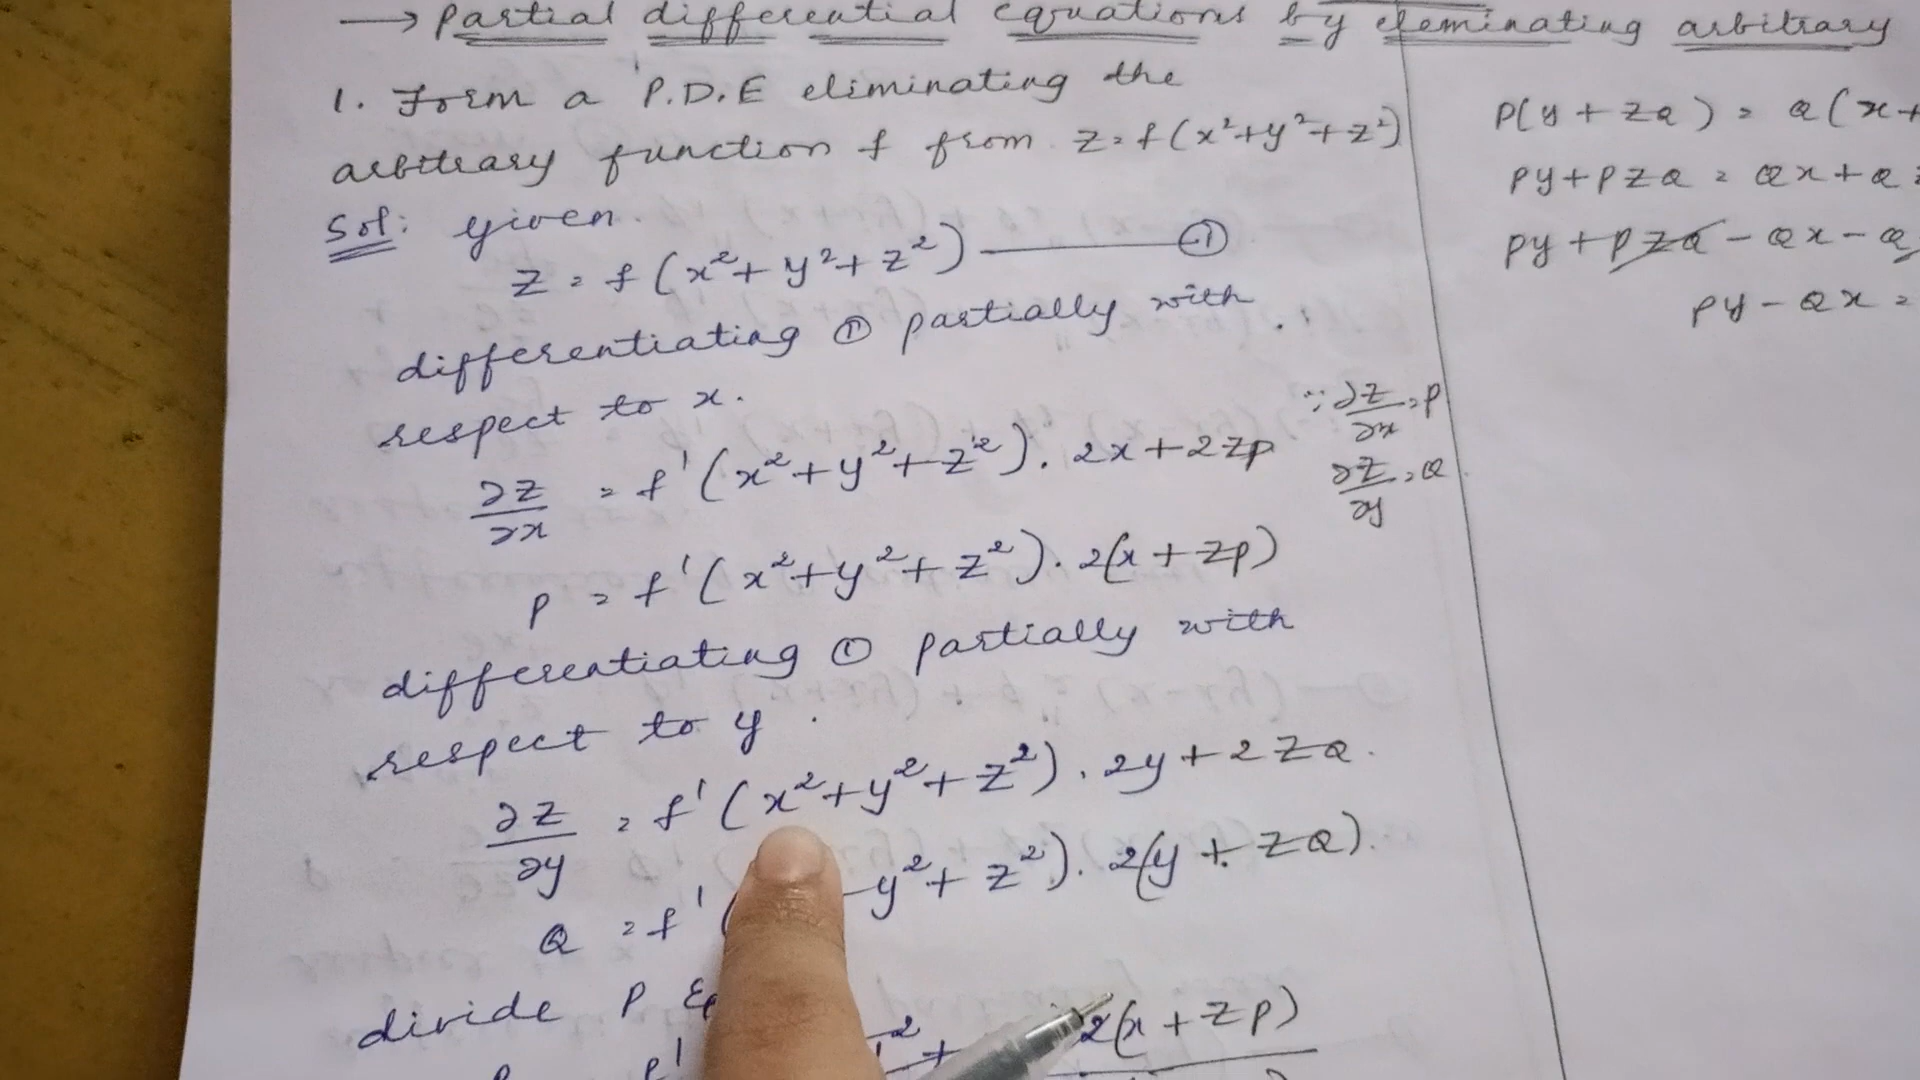 → Partial differential equations by eleminating arbitrary
1. Form a P.D.E eliminating the
arbitrary function f from z=f(x²+y²+z²)
Sol: given.
z = f(x²+y²+z²) ——— ①
differentiating ① partially with
respect to x.
∂z/∂x = f'(x²+y²+z²). 2x+2zp
∵ ∂z/∂x = P
∂z/∂y = Q
P = f'(x²+y²+z²). 2(x+zp)
differentiating ① partially with
respect to y.
∂z/∂y = f'(x²+y²+z²). 2y+2zQ.
Q = f'( y²+z²). 2(y+zQ).
divide P &
2(x+zp)
P(y+zQ) = Q(x+
Py+PzQ = Qx+Q
Py+PzQ-Qx-Q
Py-Qx =